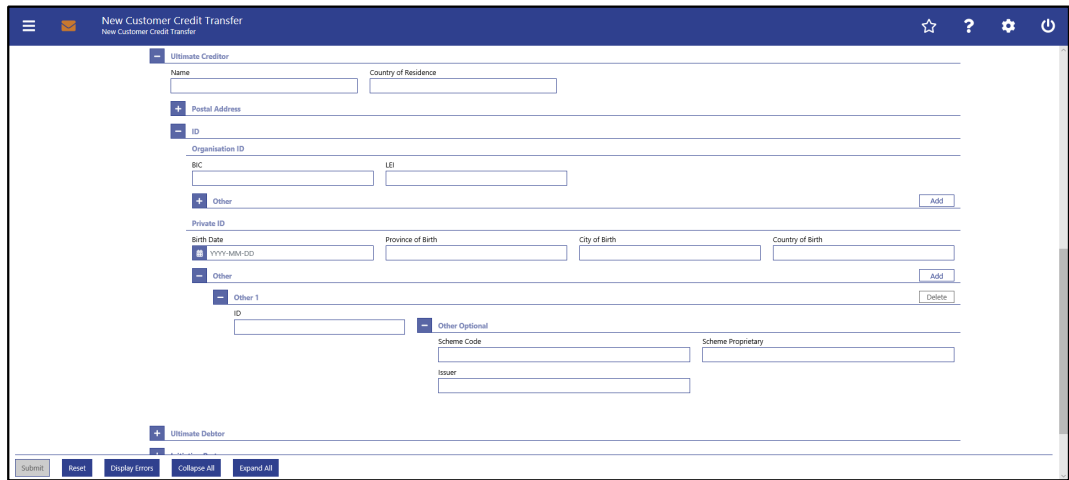 New Customer Credit Transfer
New Customer Credit Transfer
Ultimate Creditor
Name Country of Residence
Postal Address
ID
Organisation ID
BIC LEI
Other Add
Private ID
Birth Date Province of Birth City of Birth Country of Birth
YYYY-MM-DD
Other Add
Other 1 Delete
ID
Other Optional
Scheme Code Scheme Proprietary
Issuer
Ultimate Debtor
Submit Reset Display Errors Collapse All Expand All